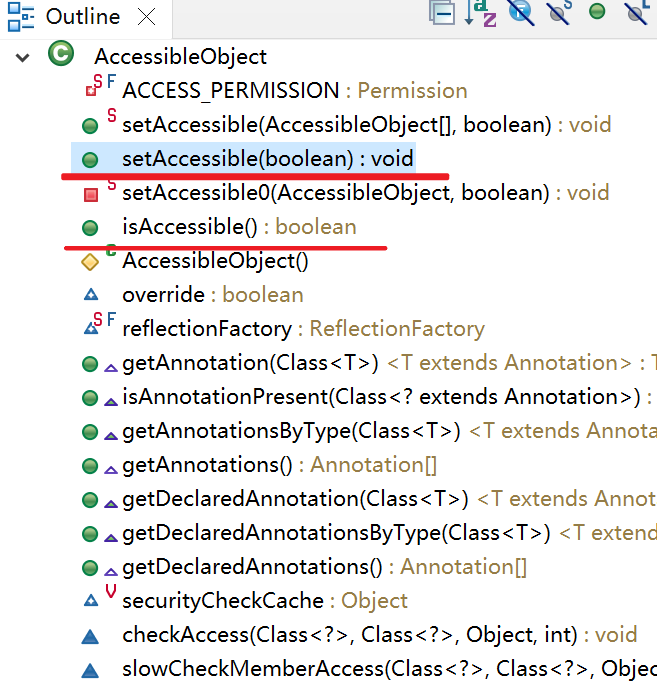 Outline
AccessibleObject
ACCESS_PERMISSION : Permission
setAccessible(AccessibleObject[], boolean) : void
setAccessible(boolean) : void
setAccessible0(AccessibleObject, boolean) : void
isAccessible() : boolean
AccessibleObject()
override : boolean
reflectionFactory : ReflectionFactory
getAnnotation(Class<T>) <T extends Annotation> : T
isAnnotationPresent(Class<? extends Annotation>) :
getAnnotationsByType(Class<T>) <T extends Annota
getAnnotations() : Annotation[]
getDeclaredAnnotation(Class<T>) <T extends Annot
getDeclaredAnnotationsByType(Class<T>) <T extend
getDeclaredAnnotations() : Annotation[]
securityCheckCache : Object
checkAccess(Class<?>, Class<?>, Object, int) : void
slowCheckMemberAccess(Class<?>, Class<?>, Objec